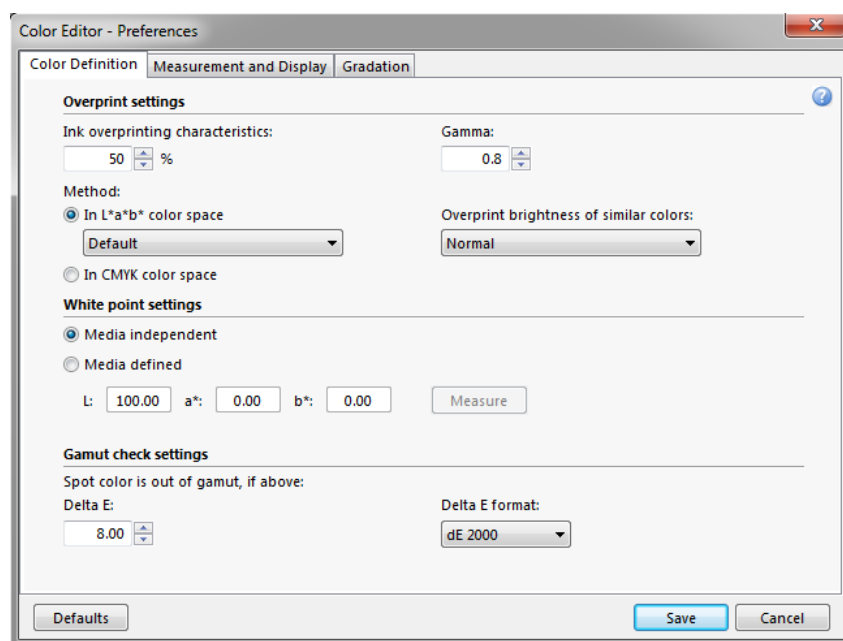 Color Editor - Preferences
Color Definition Measurement and Display Gradation
Overprint settings
Ink overprinting characteristics: Gamma:
50 % 0.8
Method:
In L*a*b* color space Overprint brightness of similar colors:
Default Normal
In CMYK color space
White point settings
Media independent
Media defined
L: 100.00 a*: 0.00 b*: 0.00 Measure
Gamut check settings
Spot color is out of gamut, if above:
Delta E: Delta E format:
8.00 dE 2000
Defaults Save Cancel